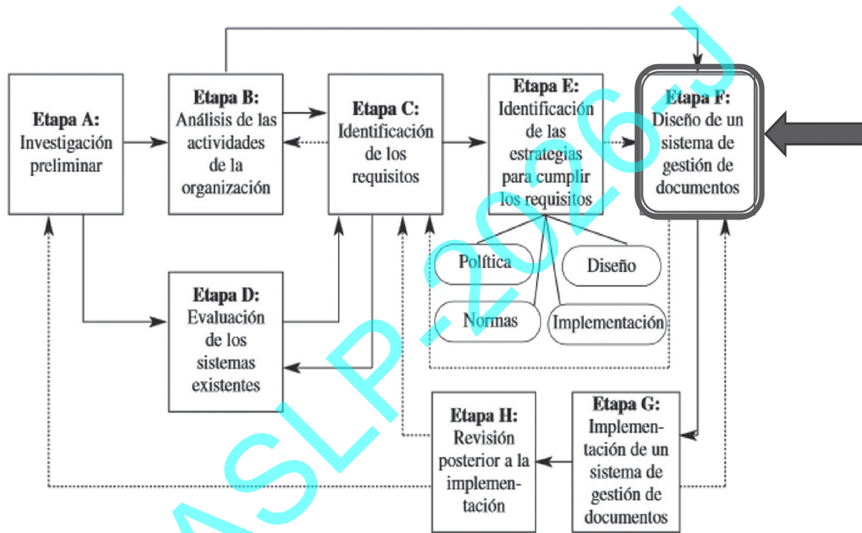 Etapa A:
Investigación
preliminar
Etapa B:
Análisis de las
actividades
de la
organización
Etapa C:
Identificación
de los
requisitos
Etapa E:
Identificación
de las
estrategias
para cumplir
los requisitos
Etapa F:
Diseño de un
sistema de
gestión de
documentos
Política
Diseño
Normas
Implementación
Etapa D:
Evaluación
de los
sistemas
existentes
Etapa H:
Revisión
posterior a la
implemen-
tación
Etapa G:
Implemen-
tación de un
sistema de
gestión de
documentos
ASLP-2026-J